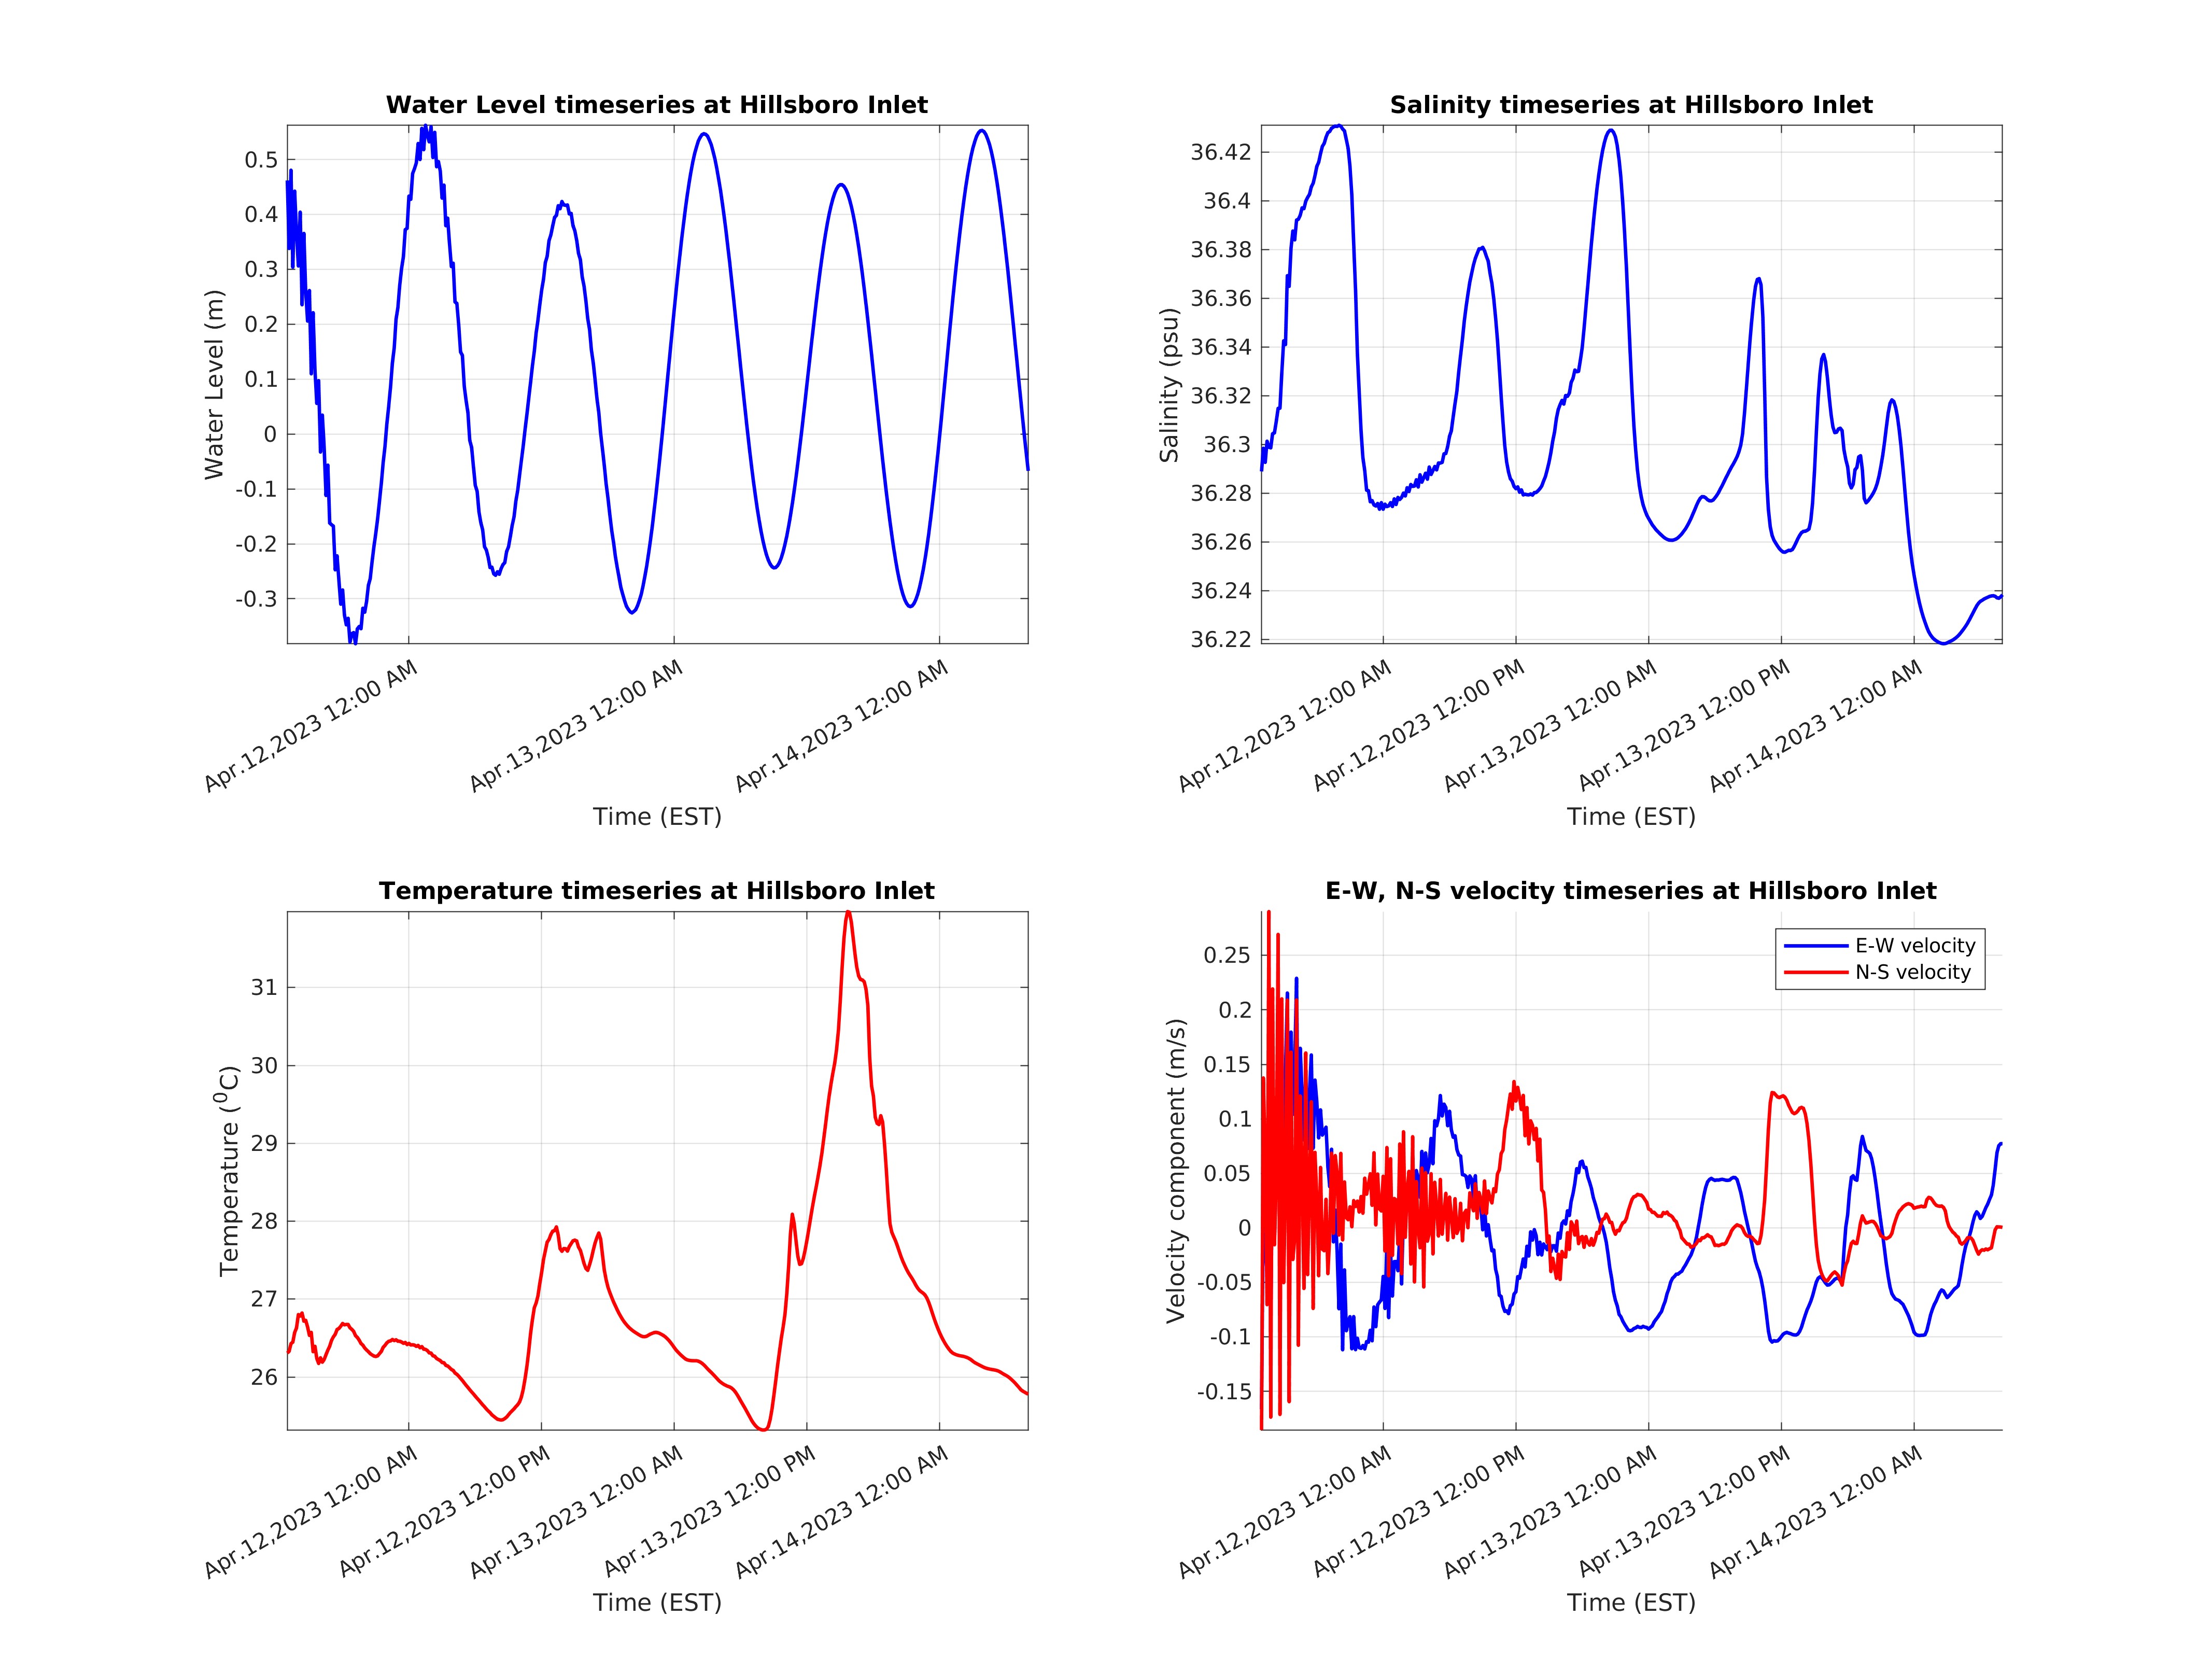 Water Level timeseries at Hillsboro Inlet
Water Level (m)
0.5
0.4
0.3
0.2
0.1
0
-0.1
-0.2
-0.3
Apr.12,2023 12:00 AM
Apr.13,2023 12:00 AM
Apr.14,2023 12:00 AM
Time (EST)
Salinity timeseries at Hillsboro Inlet
Salinity (psu)
36.42
36.4
36.38
36.36
36.34
36.32
36.3
36.28
36.26
36.24
36.22
Apr.12,2023 12:00 AM
Apr.12,2023 12:00 PM
Apr.13,2023 12:00 AM
Apr.13,2023 12:00 PM
Apr.14,2023 12:00 AM
Time (EST)
Temperature timeseries at Hillsboro Inlet
Temperature (⁰C)
31
30
29
28
27
26
Apr.12,2023 12:00 AM
Apr.12,2023 12:00 PM
Apr.13,2023 12:00 AM
Apr.13,2023 12:00 PM
Apr.14,2023 12:00 AM
Time (EST)
E-W, N-S velocity timeseries at Hillsboro Inlet
Velocity component (m/s)
0.25
0.2
0.15
0.1
0.05
0
-0.05
-0.1
-0.15
E-W velocity
N-S velocity
Apr.12,2023 12:00 AM
Apr.12,2023 12:00 PM
Apr.13,2023 12:00 AM
Apr.13,2023 12:00 PM
Apr.14,2023 12:00 AM
Time (EST)